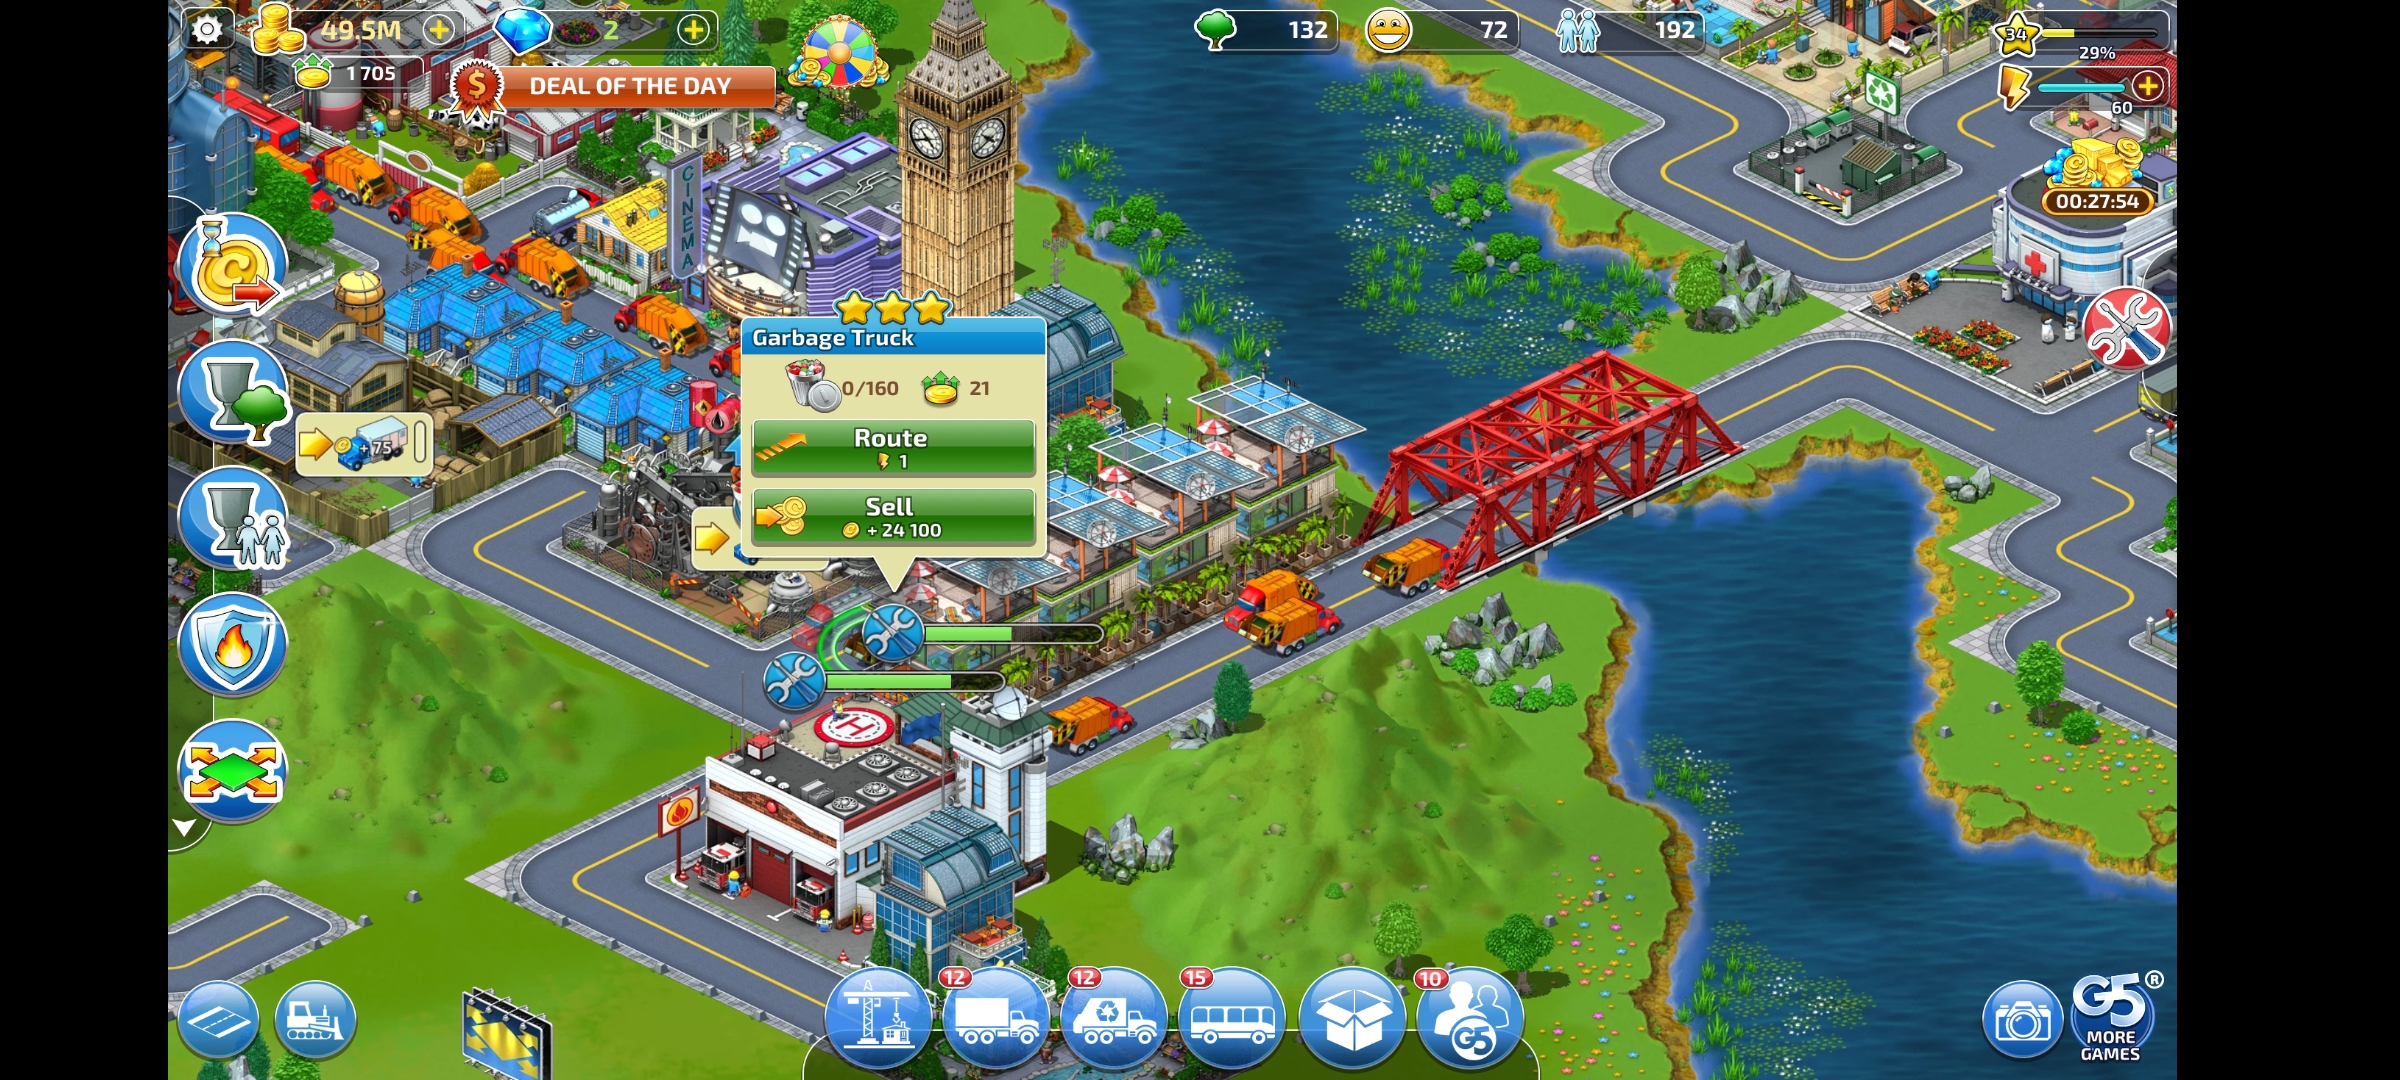 49.5M
2
132
72
192
34
29%
1 705
DEAL OF THE DAY
60
00:27:54
CINEMA
Garbage Truck
0/160
21
Route
1
Sell
+ 24 100
+75
H
A
12
12
15
10
G5
G5®
MORE
GAMES